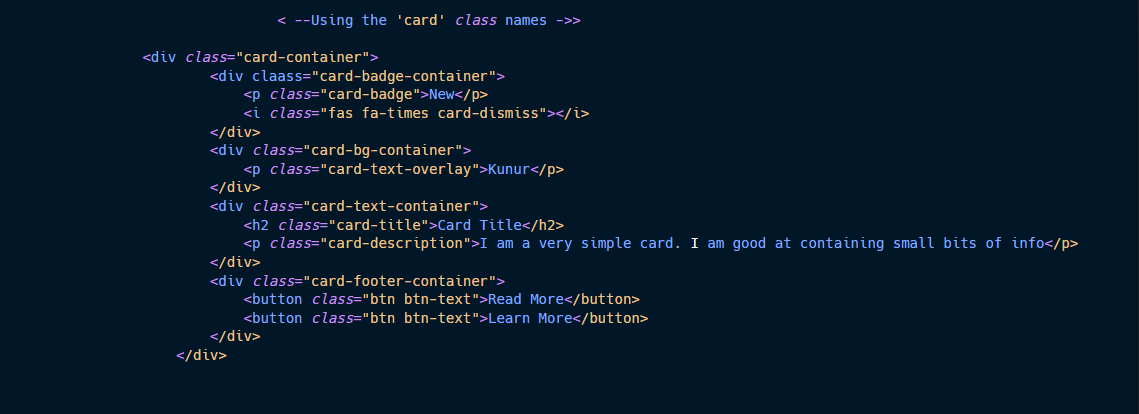 < --Using the 'card' class names ->>
<div class="card-container">
<div claass="card-badge-container">
<p class="card-badge">New</p>
<i class="fas fa-times card-dismiss"></i>
</div>
<div class="card-bg-container">
<p class="card-text-overlay">Kunur</p>
</div>
<div class="card-text-container">
<h2 class="card-title">Card Title</h2>
<p class="card-description">I am a very simple card. I am good at containing small bits of info</p>
</div>
<div class="card-footer-container">
<button class="btn btn-text">Read More</button>
<button class="btn btn-text">Learn More</button>
</div>
</div>